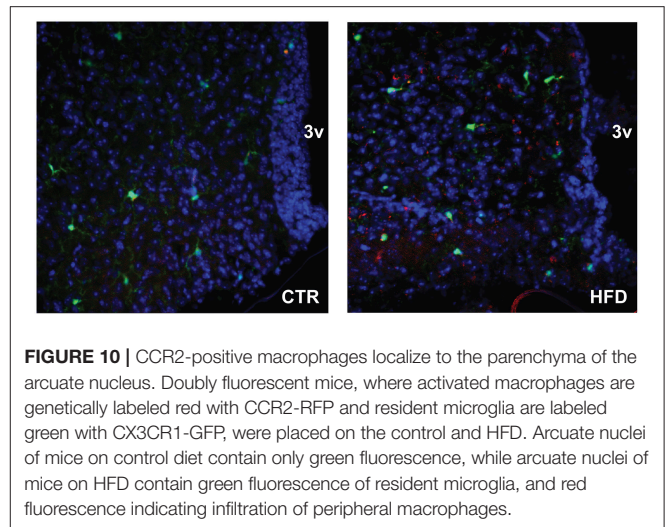 3v
CTR
3v
HFD
FIGURE 10 | CCR2-positive macrophages localize to the parenchyma of the
arcuate nucleus. Doubly fluorescent mice, where activated macrophages are
genetically labeled red with CCR2-RFP and resident microglia are labeled
green with CX3CR1-GFP, were placed on the control and HFD. Arcuate nuclei
of mice on control diet contain only green fluorescence, while arcuate nuclei of
mice on HFD contain green fluorescence of resident microglia, and red
fluorescence indicating infiltration of peripheral macrophages.